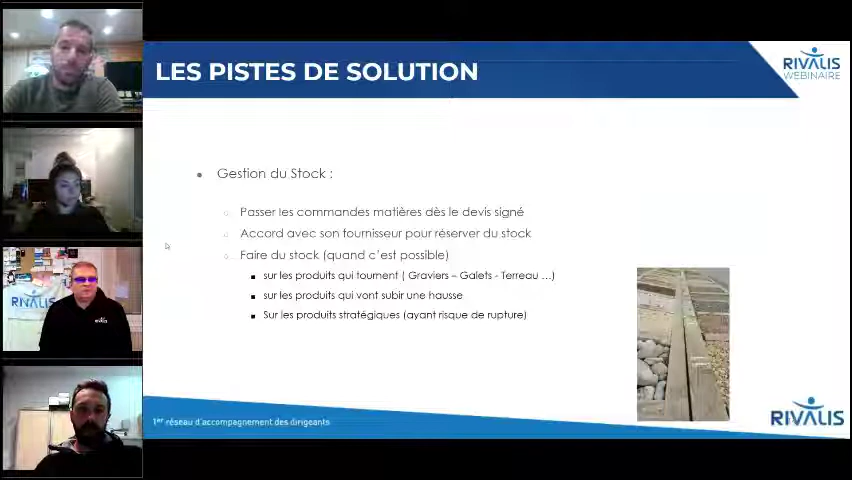 LES PISTES DE SOLUTION
RIVALIS
WEBINAIRE
Gestion du Stock :
Passer les commandes matières dès le devis signé
Accord avec son fournisseur pour réserver du stock
Faire du stock (quand c'est possible)
sur les produits qui tournent ( Graviers – Galets - Terreau ...)
sur les produits qui vont subir une hausse
Sur les produits stratégiques (ayant risque de rupture)
RIVALIS
RIVALIS
1er réseau d'accompagnement des dirigeants
RIVALIS